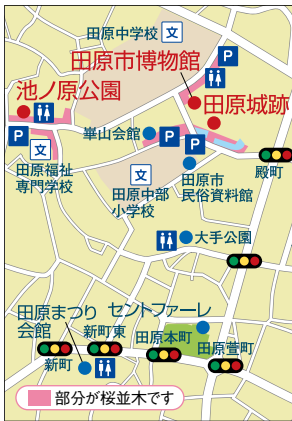 田原中学校
文
P
田原市博物館
池ノ原公園
田原城跡
P
崋山会館
P
P
文
田原福祉
専門学校
文
田原中部
小学校
田原市
民俗資料館
殿町
大手公園
田原まつり
会館
セントファーレ
新町東
田原本町
新町
田原萱町
部分が桜並木です